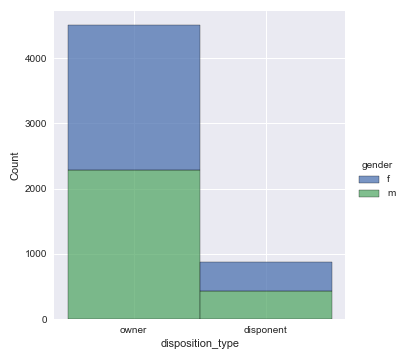 Count
4000
3000
2000
1000
0
owner disponent
disposition_type
gender
f
m